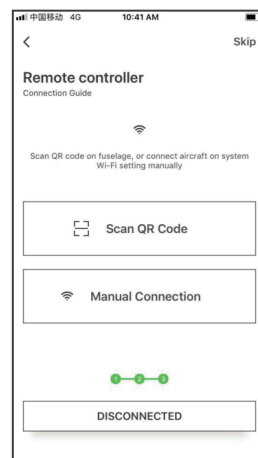 中国移动 4G 10:41 AM
Skip
Remote controller
Connection Guide
Scan QR code on fuselage, or connect aircraft on system
Wi-Fi setting manually
Scan QR Code
Manual Connection
1 2 3
DISCONNECTED